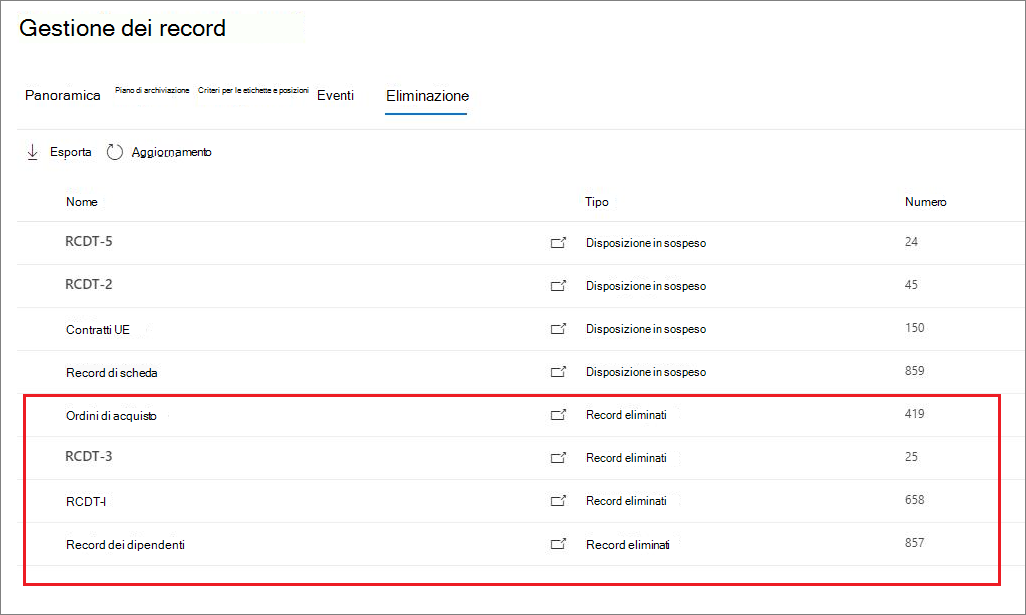 Gestione dei record
Panoramica Piano di archiviazione Criteri per le etichette e posizioni Eventi Eliminazione
Esporta Aggiornamento
Nome Tipo Numero
RCDT-5 Disposizione in sospeso 24
RCDT-2 Disposizione in sospeso 45
Contratti UE Disposizione in sospeso 150
Record di scheda Disposizione in sospeso 859
Ordini di acquisto Record eliminati 419
RCDT-3 Record eliminati 25
RCDT-I Record eliminati 658
Record dei dipendenti Record eliminati 857